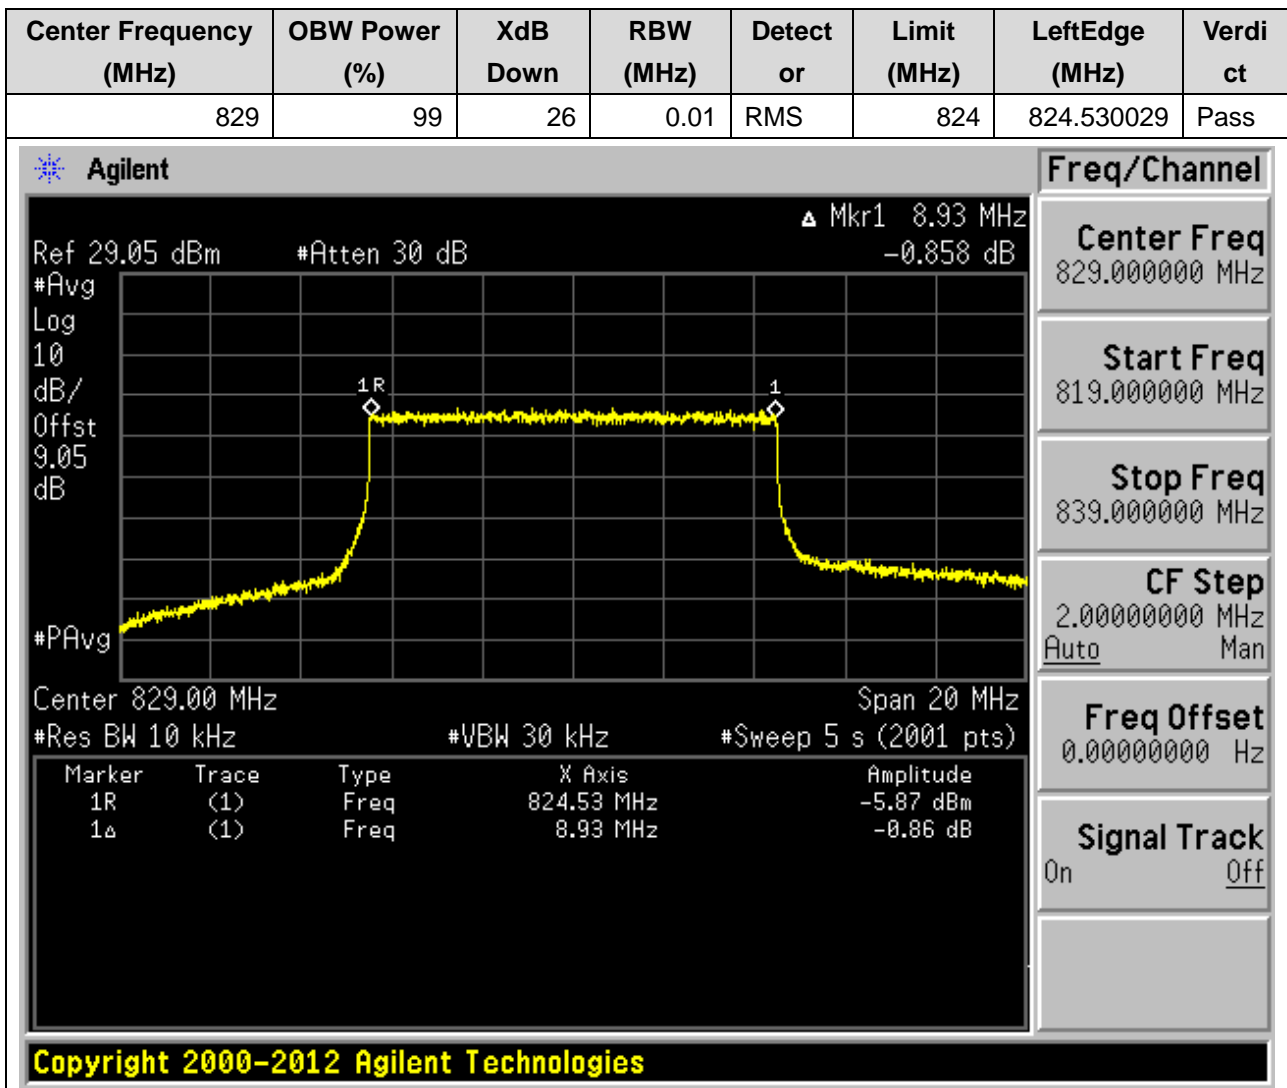 Center Frequency (MHz) OBW Power (%) XdB Down RBW (MHz) Detect or Limit (MHz) LeftEdge (MHz) Verdi ct
829 99 26 0.01 RMS 824 824.530029 Pass
Agilent
Freq/Channel
Δ Mkr1 8.93 MHz
Ref 29.05 dBm #Atten 30 dB -0.858 dB
#Avg
Log
10
dB/
Offst
9.05
dB
1R
1
#PAvg
Center 829.00 MHz Span 20 MHz
#Res BW 10 kHz #VBW 30 kHz #Sweep 5 s (2001 pts)
Marker Trace Type X Axis Amplitude
1R (1) Freq 824.53 MHz -5.87 dBm
1Δ (1) Freq 8.93 MHz -0.86 dB
Center Freq
829.000000 MHz
Start Freq
819.000000 MHz
Stop Freq
839.000000 MHz
CF Step
2.00000000 MHz
Auto Man
Freq Offset
0.00000000 Hz
Signal Track
On Off
Copyright 2000-2012 Agilent Technologies